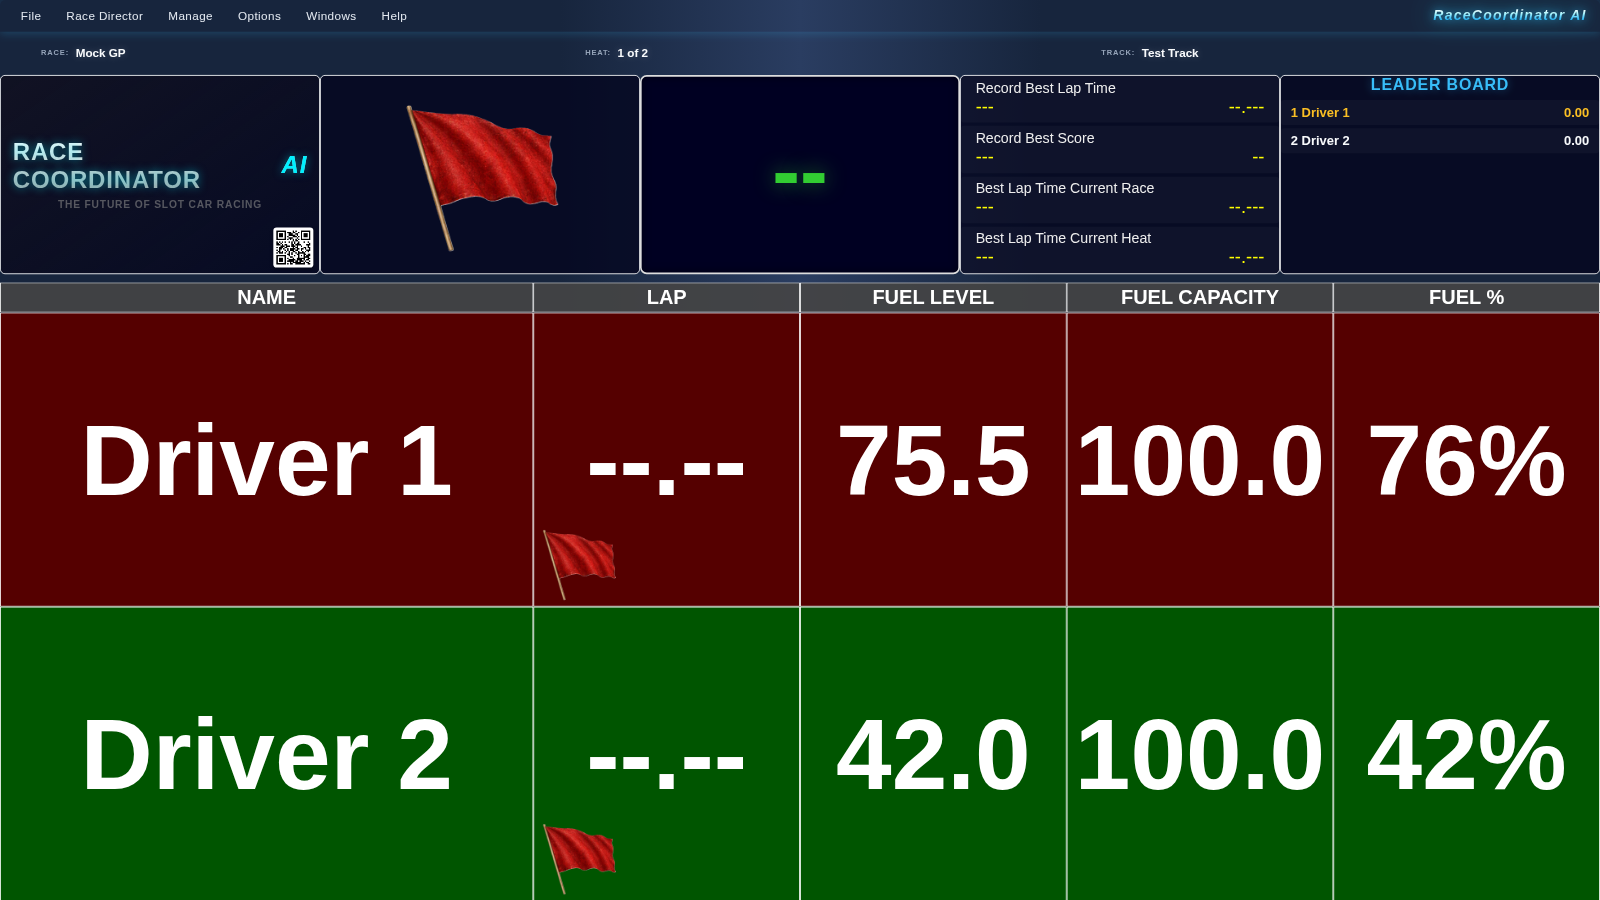 File Race Director Manage Options Windows Help RaceCoordinator AI
RACE: Mock GP HEAT: 1 of 2 TRACK: Test Track
RACE
COORDINATOR AI
THE FUTURE OF SLOT CAR RACING
--
Record Best Lap Time
--- --.---
Record Best Score
--- --
Best Lap Time Current Race
--- --.---
Best Lap Time Current Heat
--- --.---
LEADER BOARD
1 Driver 1 0.00
2 Driver 2 0.00
NAME LAP FUEL LEVEL FUEL CAPACITY FUEL %
Driver 1 --.-- 75.5 100.0 76%
Driver 2 --.-- 42.0 100.0 42%